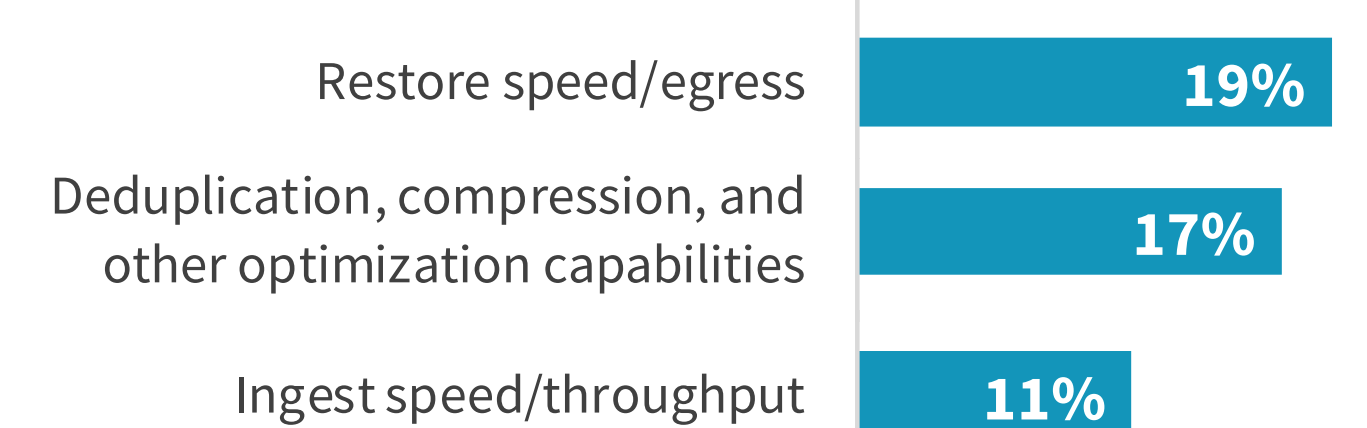 Restore speed/egress 19%
Deduplication, compression, and
other optimization capabilities 17%
Ingest speed/throughput 11%